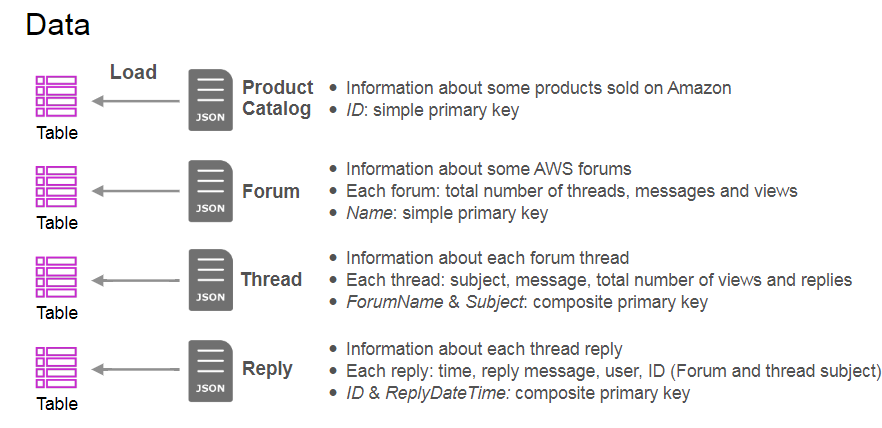 Data
Load
Table
JSON
Product
Catalog
• Information about some products sold on Amazon
• ID: simple primary key
Table
JSON
Forum
• Information about some AWS forums
• Each forum: total number of threads, messages and views
• Name: simple primary key
Table
JSON
Thread
• Information about each forum thread
• Each thread: subject, message, total number of views and replies
• ForumName & Subject: composite primary key
Table
JSON
Reply
• Information about each thread reply
• Each reply: time, reply message, user, ID (Forum and thread subject)
• ID & ReplyDateTime: composite primary key